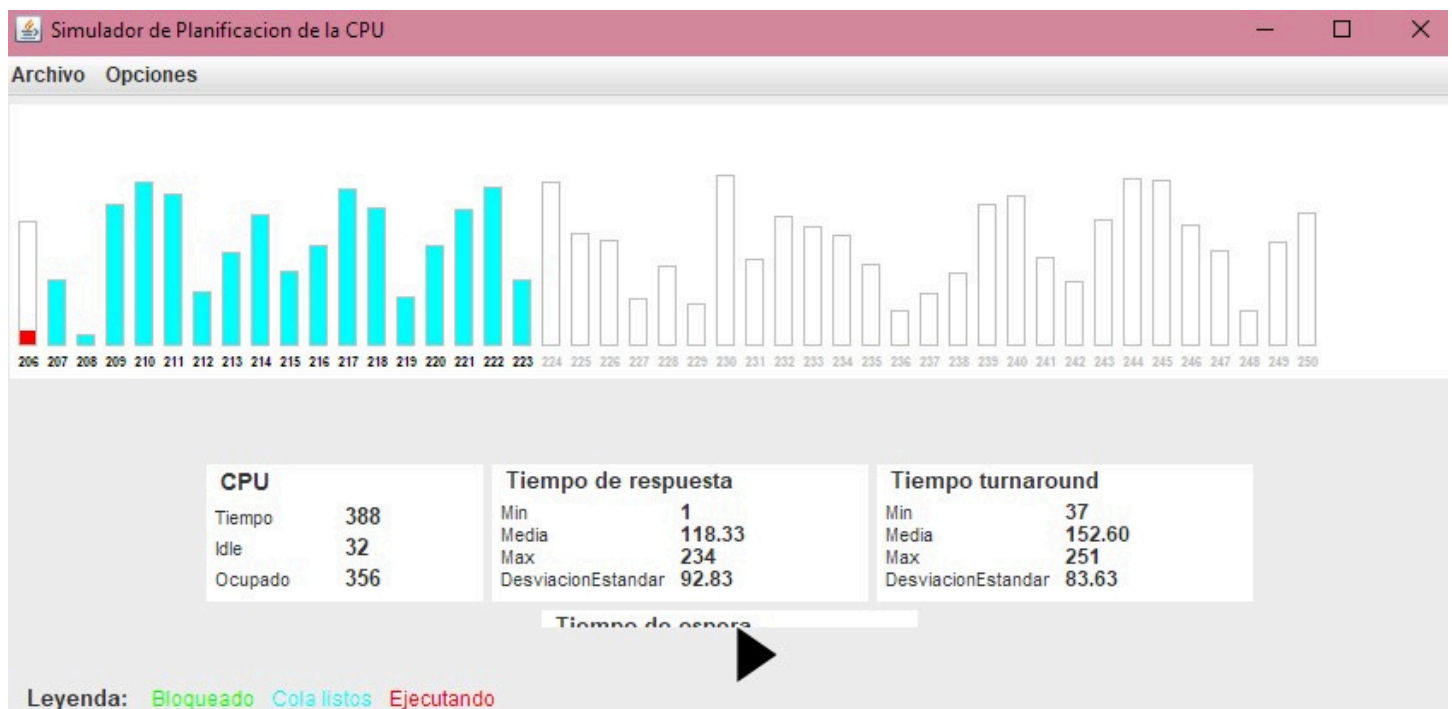 Simulador de Planificacion de la CPU
Archivo Opciones
206 207 208 209 210 211 212 213 214 215 216 217 218 219 220 221 222 223 224 225 226 227 228 229 230 231 232 233 234 235 236 237 238 239 240 241 242 243 244 245 246 247 248 249 250
CPU
Tiempo 388
Idle 32
Ocupado 356
Tiempo de respuesta
Min 1
Media 118.33
Max 234
DesviacionEstandar 92.83
Tiempo turnaround
Min 37
Media 152.60
Max 251
DesviacionEstandar 83.63
Tiempo de espera
Leyenda: Bloqueado Cola listos Ejecutando